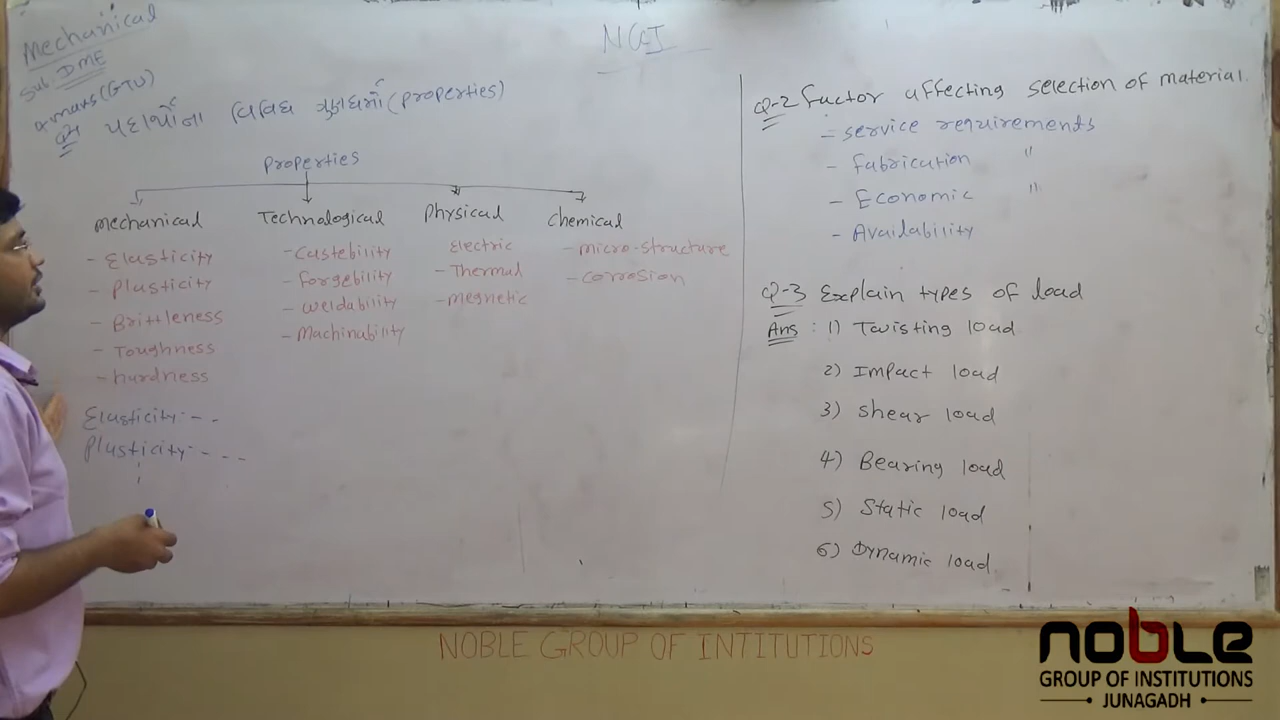 Mechanical
Sub. DME
NGI
4 marks (GTU)
પદાર્થોના વિવિધ ગુણધર્મો (properties)
Properties
Mechanical
- Elasticity
- Plasticity
- Brittleness
- Toughness
- hardness
Technological
- Castebility
- forgebility
- weldability
- Machinability
Physical
Electric
- Thermal
- Megnetic
Chemical
- micro-structure
- corrosion
Elasticity:- -
Plasticity:- - - -
Q-2 factor affecting selection of material.
= service requirements
- fabrication "
- Economic "
- Availability
Q-3 Explain types of load
Ans : 1) Twisting load
2) Impact load
3) Shear load
4) Bearing load
5) Static load
6) Dynamic load
NOBLE GROUP OF INTITUTIONS
noble
GROUP OF INSTITUTIONS
JUNAGADH